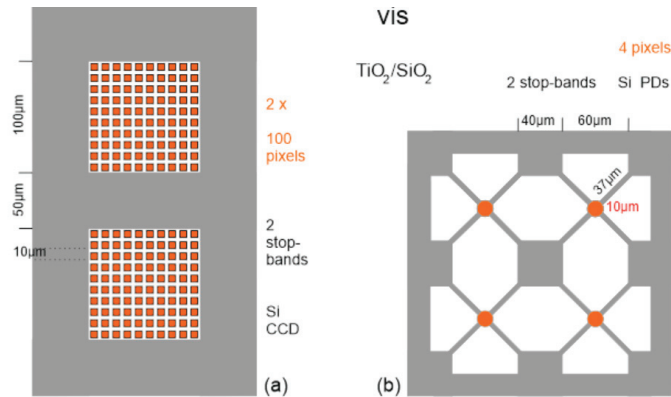 100µm
50µm
10µm
2 x
100
pixels
2
stop-
bands
Si
CCD
(a)
vis
TiO₂/SiO₂
4 pixels
2 stop-bands
Si PDs
40µm
60µm
37µm
10µm
(b)